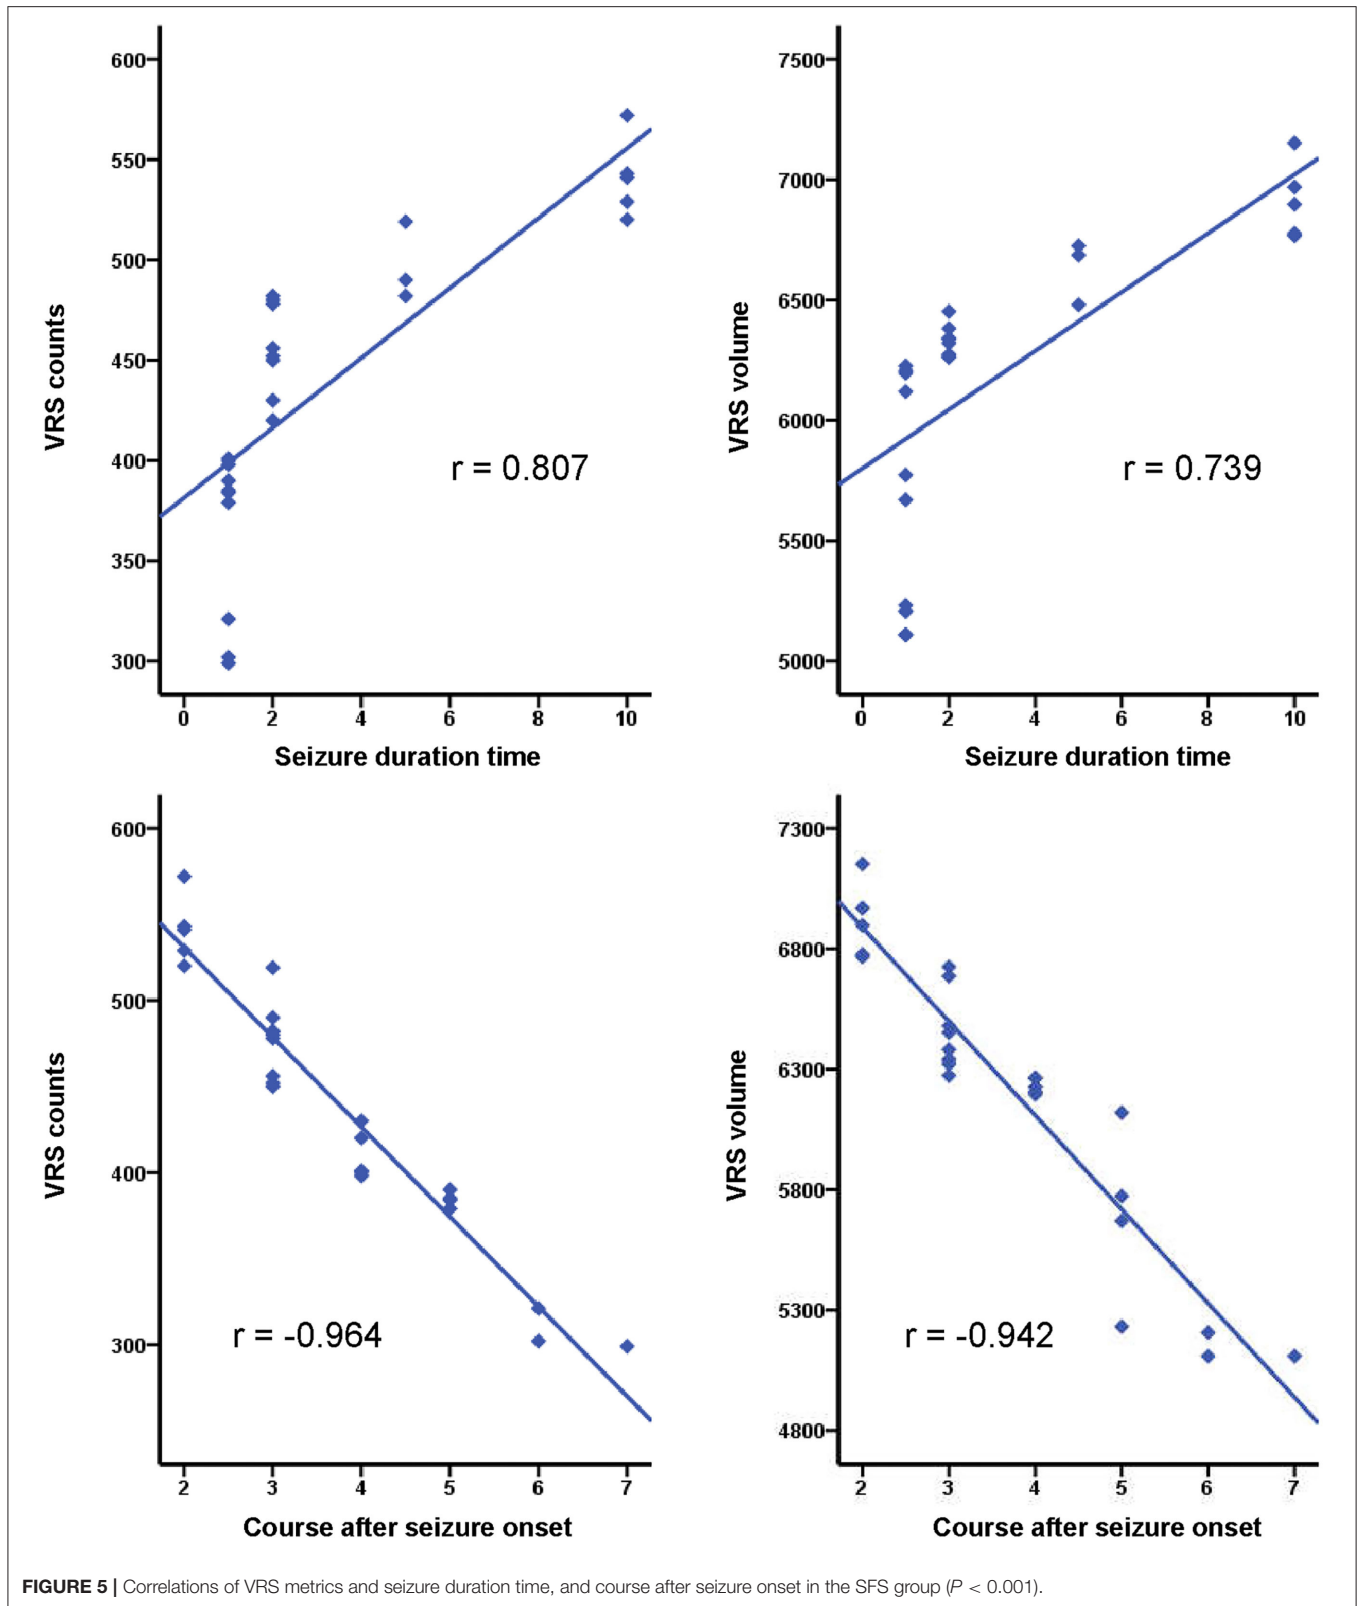 600
550
500
450
400
350
300
VRS counts
r = 0.807
0 2 4 6 8 10
Seizure duration time
7500
7000
6500
6000
5500
5000
VRS volume
r = 0.739
0 2 4 6 8 10
Seizure duration time
600
500
400
300
VRS counts
r = -0.964
2 3 4 5 6 7
Course after seizure onset
7300
6800
6300
5800
5300
4800
VRS volume
r = -0.942
2 3 4 5 6 7
Course after seizure onset
FIGURE 5 | Correlations of VRS metrics and seizure duration time, and course after seizure onset in the SFS group (P < 0.001).